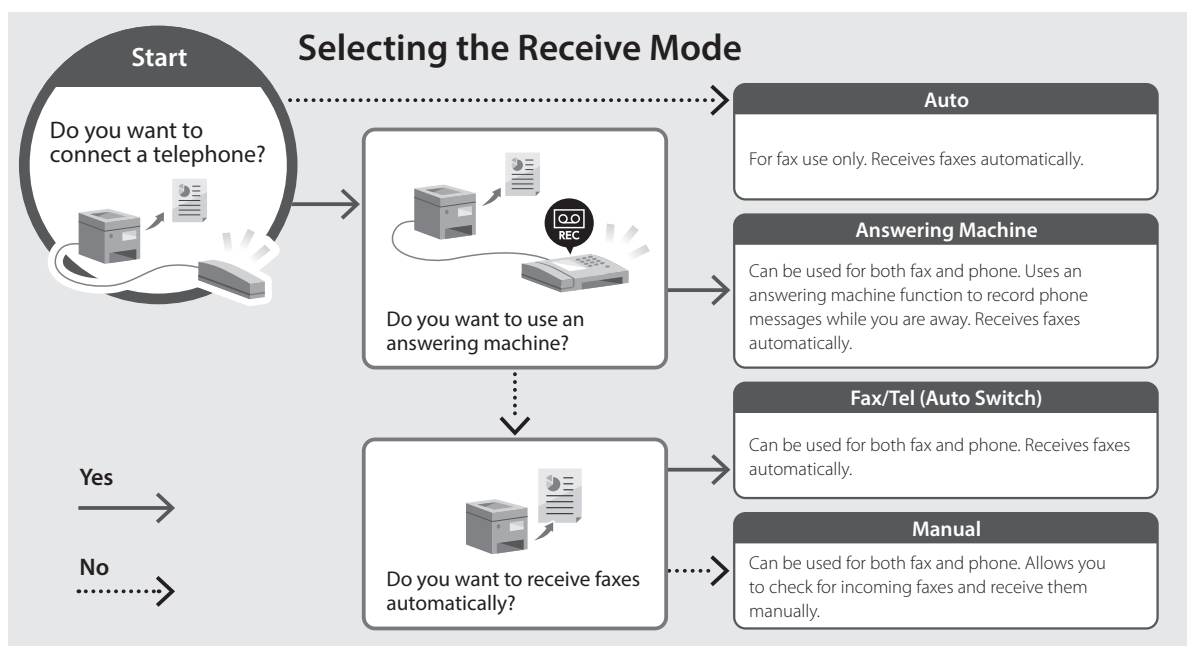 Selecting the Receive Mode
Start
Do you want to
connect a telephone?
REC
Do you want to use an
answering machine?
Do you want to receive faxes
automatically?
Auto
For fax use only. Receives faxes automatically.
Answering Machine
Can be used for both fax and phone. Uses an
answering machine function to record phone
messages while you are away. Receives faxes
automatically.
Fax/Tel (Auto Switch)
Can be used for both fax and phone. Receives faxes
automatically.
Manual
Can be used for both fax and phone. Allows you
to check for incoming faxes and receive them
manually.
Yes
No